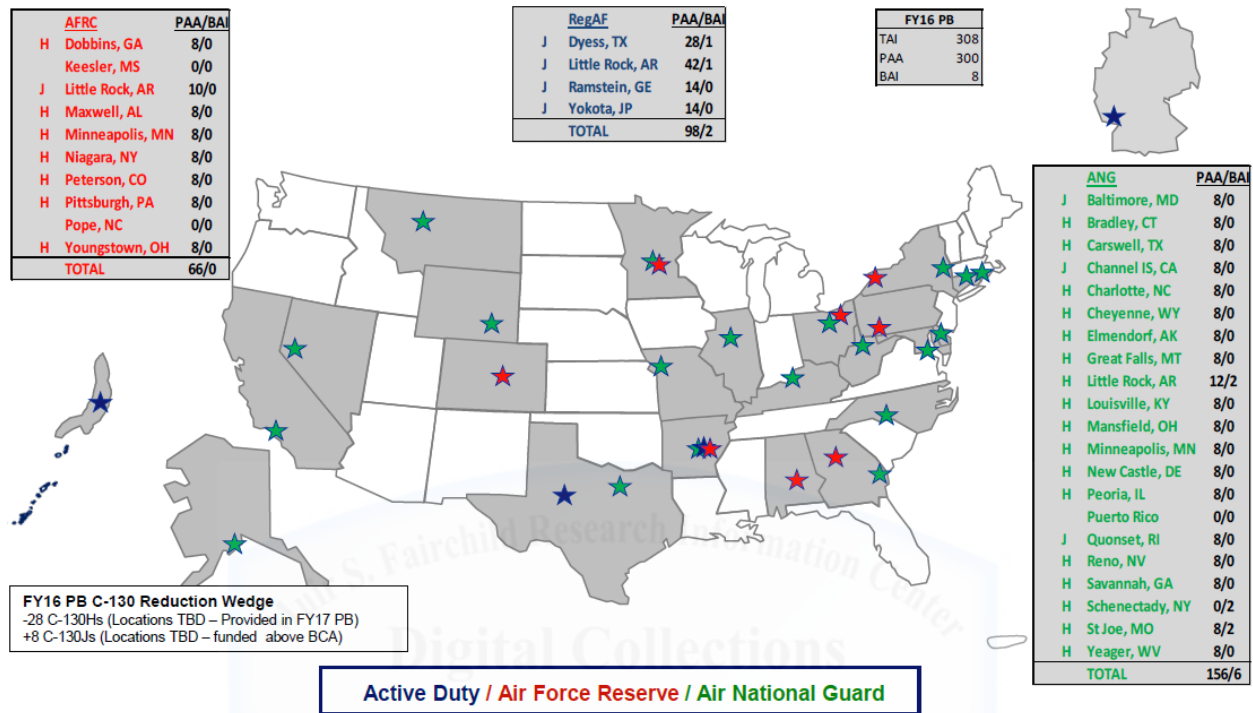 AFRC PAA/BAI
H Dobbins, GA 8/0
Keesler, MS 0/0
J Little Rock, AR 10/0
H Maxwell, AL 8/0
H Minneapolis, MN 8/0
H Niagara, NY 8/0
H Peterson, CO 8/0
H Pittsburgh, PA 8/0
Pope, NC 0/0
H Youngstown, OH 8/0
TOTAL 66/0
RegAF PAA/BAI
J Dyess, TX 28/1
J Little Rock, AR 42/1
J Ramstein, GE 14/0
J Yokota, JP 14/0
TOTAL 98/2
FY16 PB
TAI 308
PAA 300
BAI 8
ANG PAA/BAI
J Baltimore, MD 8/0
H Bradley, CT 8/0
H Carswell, TX 8/0
J Channel IS, CA 8/0
H Charlotte, NC 8/0
H Cheyenne, WY 8/0
H Elmendorf, AK 8/0
H Great Falls, MT 8/0
H Little Rock, AR 12/2
H Louisville, KY 8/0
H Mansfield, OH 8/0
H Minneapolis, MN 8/0
H New Castle, DE 8/0
H Peoria, IL 8/0
Puerto Rico 0/0
J Quonset, RI 8/0
H Reno, NV 8/0
H Savannah, GA 8/0
H Schenectady, NY 0/2
H St Joe, MO 8/2
H Yeager, WV 8/0
TOTAL 156/6
FY16 PB C-130 Reduction Wedge
-28 C-130Hs (Locations TBD – Provided in FY17 PB)
+8 C-130Js (Locations TBD – funded above BCA)
Muir S. Fairchild Research Information Center
Digital Collections
Active Duty / Air Force Reserve / Air National Guard